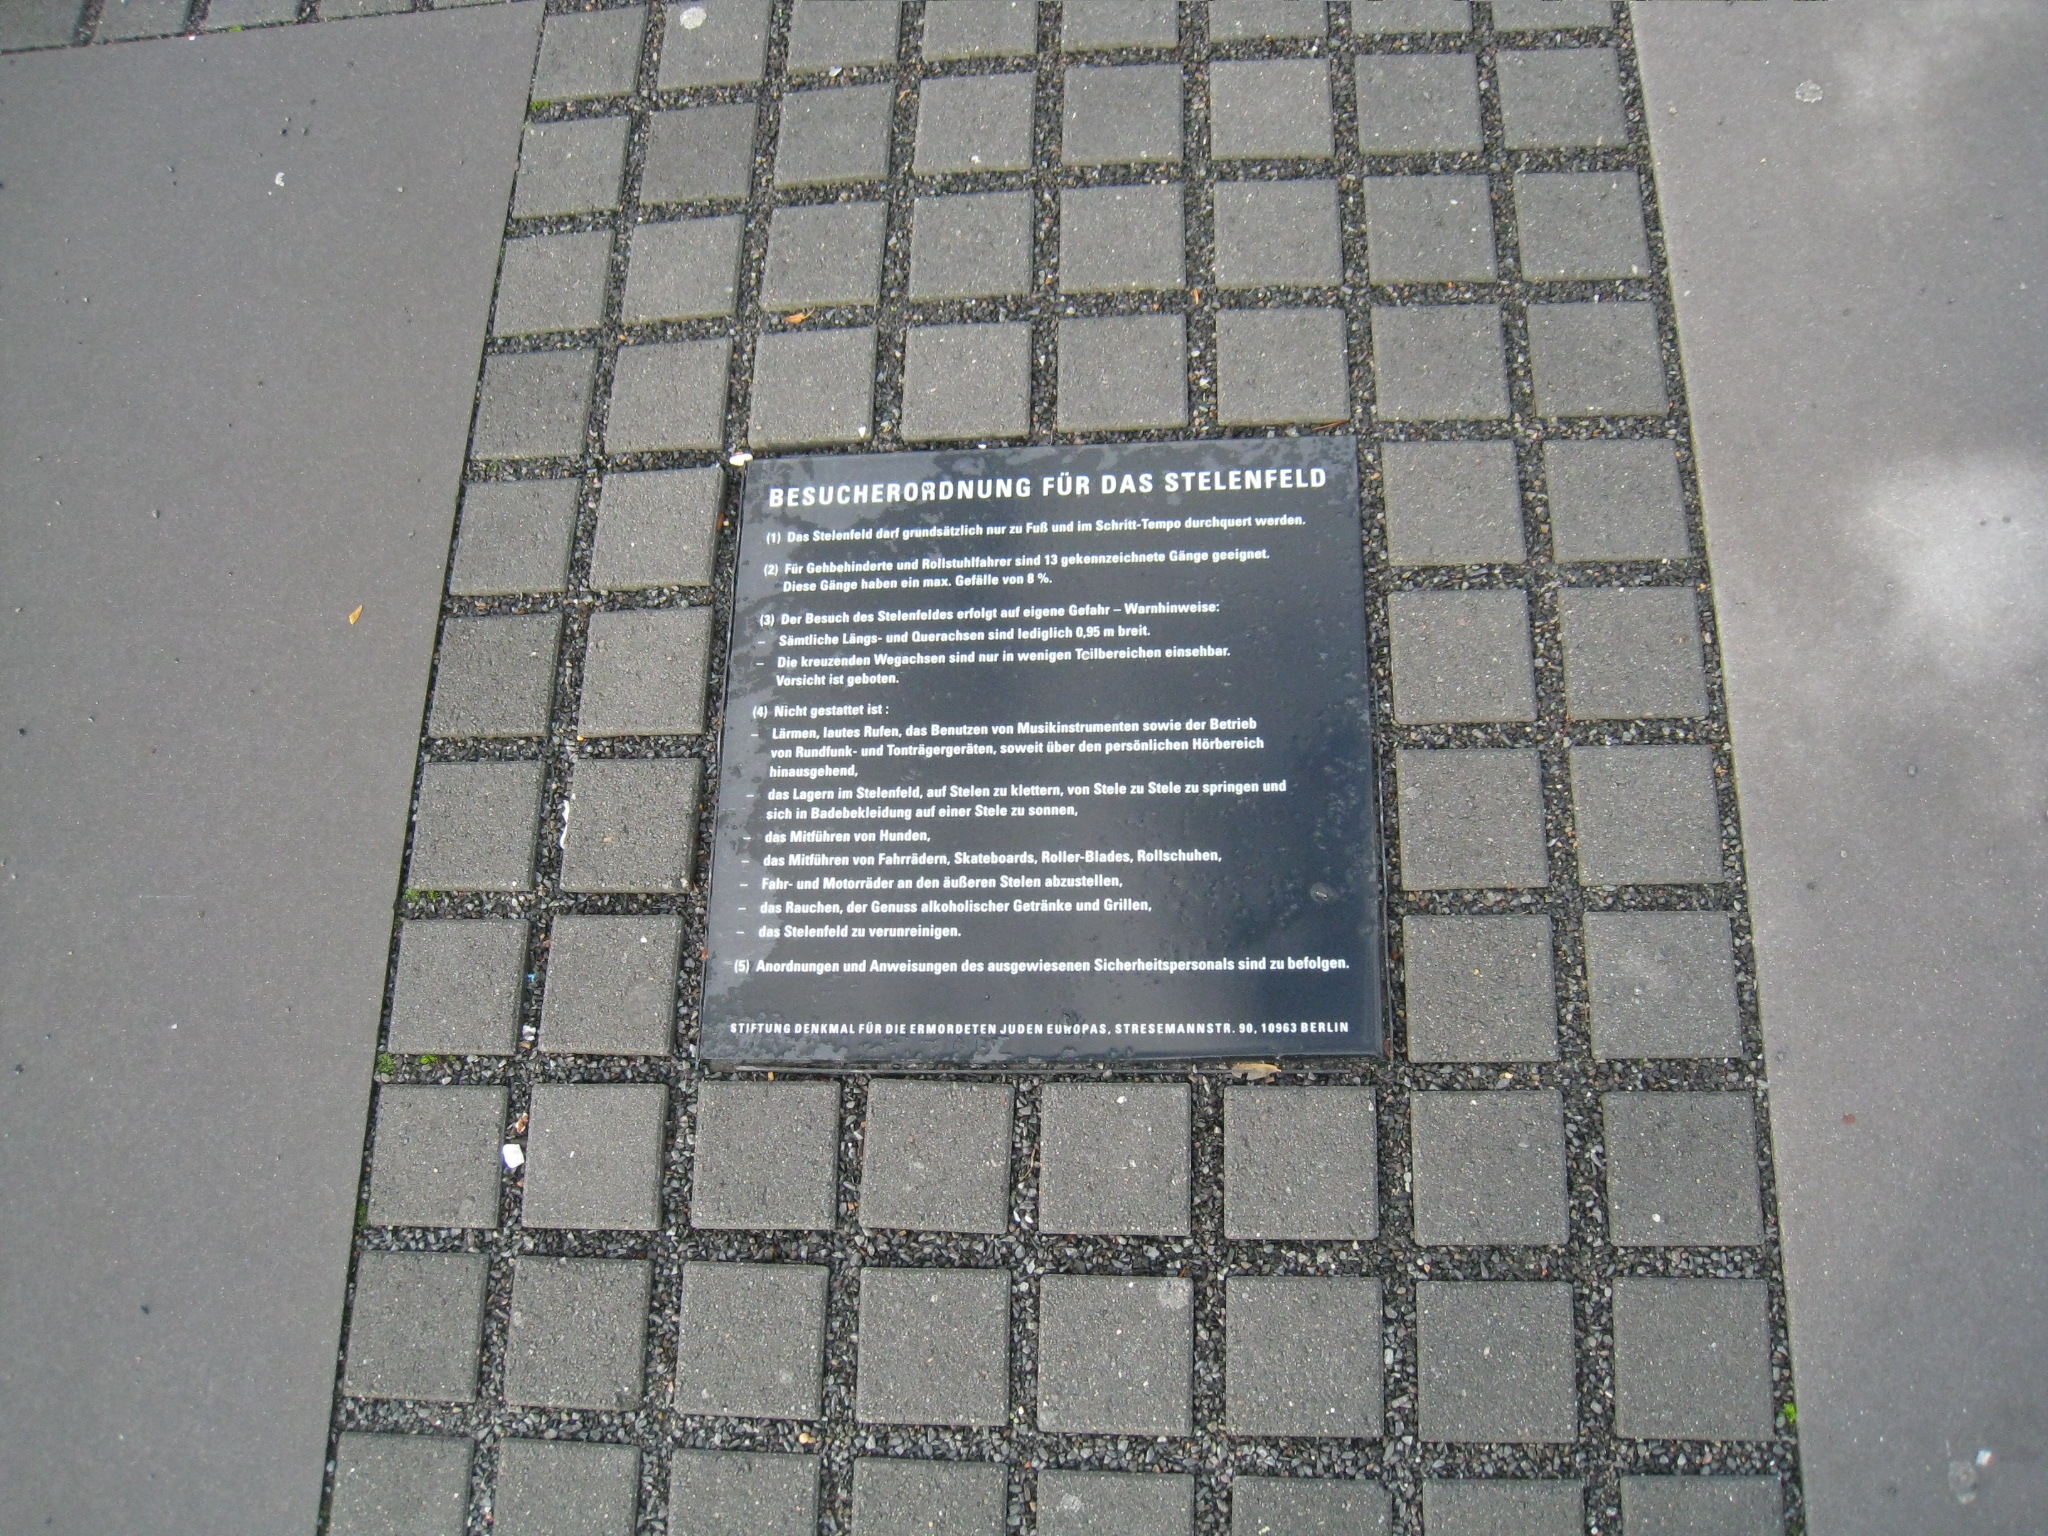 BESUCHERORDNUNG FÜR DAS STELENFELD
(1) Das Stelenfeld darf grundsätzlich nur zu Fuß und im Schritt-Tempo durchquert werden.
(2) Für Gehbehinderte und Rollstuhlfahrer sind 13 gekennzeichnete Gänge geeignet.
Diese Gänge haben ein max. Gefälle von 8 %.
(3) Der Besuch des Stelenfeldes erfolgt auf eigene Gefahr – Warnhinweise:
– Sämtliche Längs- und Querachsen sind lediglich 0,95 m breit.
– Die kreuzenden Wegachsen sind nur in wenigen Teilbereichen einsehbar.
Vorsicht ist geboten.
(4) Nicht gestattet ist :
– Lärmen, lautes Rufen, das Benutzen von Musikinstrumenten sowie der Betrieb
von Rundfunk- und Tonträgergeräten, soweit über den persönlichen Hörbereich
hinausgehend,
– das Lagern im Stelenfeld, auf Stelen zu klettern, von Stele zu Stele zu springen und
sich in Badebekleidung auf einer Stele zu sonnen,
– das Mitführen von Hunden,
– das Mitführen von Fahrrädern, Skateboards, Roller-Blades, Rollschuhen,
– Fahr- und Motorräder an den äußeren Stelen abzustellen,
– das Rauchen, der Genuss alkoholischer Getränke und Grillen,
– das Stelenfeld zu verunreinigen.
(5) Anordnungen und Anweisungen des ausgewiesenen Sicherheitspersonals sind zu befolgen.
STIFTUNG DENKMAL FÜR DIE ERMORDETEN JUDEN EUROPAS, STRESEMANNSTR. 90, 10963 BERLIN